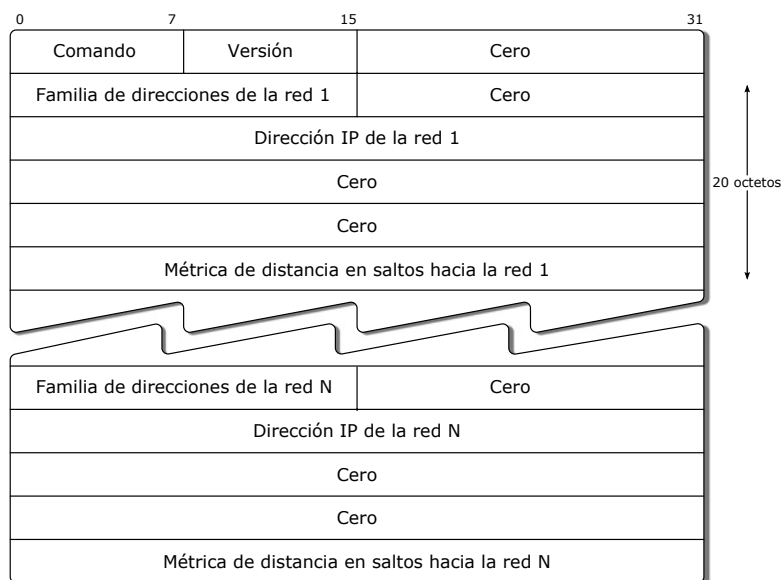 0 7 15 31
Comando Versión Cero
Familia de direcciones de la red 1 Cero
Dirección IP de la red 1
Cero
20 octetos
Cero
Métrica de distancia en saltos hacia la red 1
Familia de direcciones de la red N Cero
Dirección IP de la red N
Cero
Cero
Métrica de distancia en saltos hacia la red N